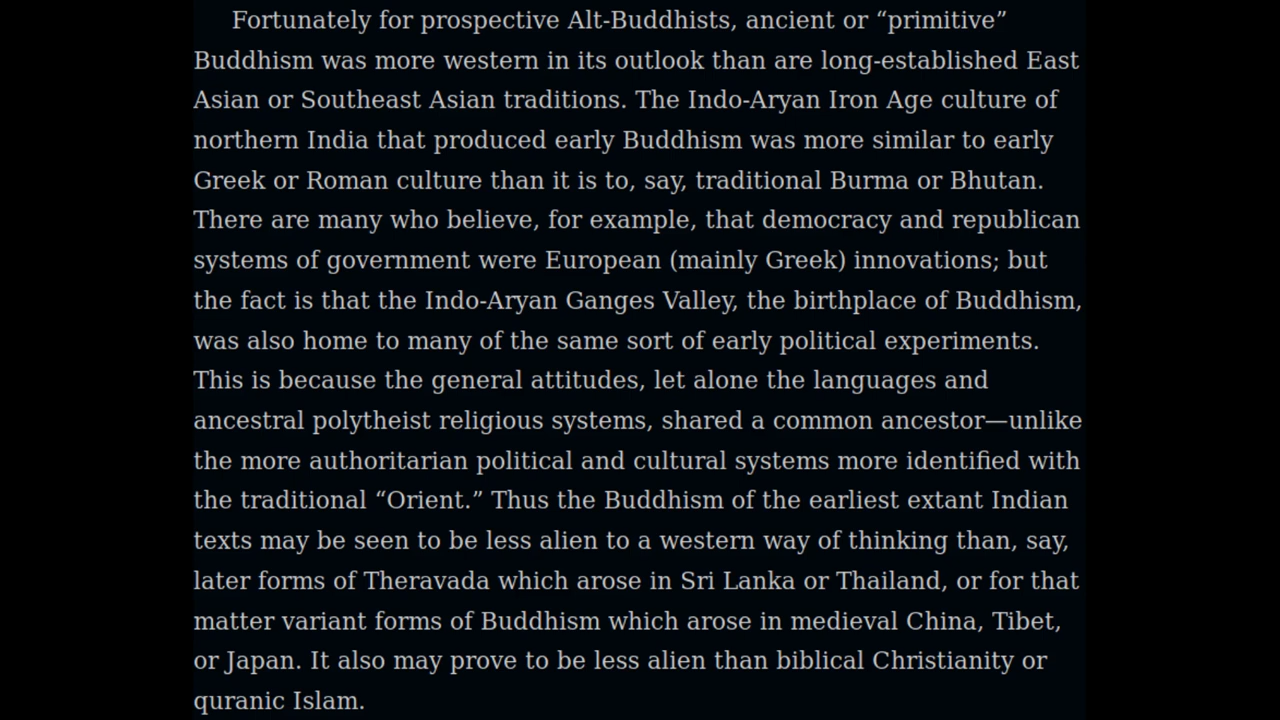 Fortunately for prospective Alt-Buddhists, ancient or “primitive”
Buddhism was more western in its outlook than are long-established East
Asian or Southeast Asian traditions. The Indo-Aryan Iron Age culture of
northern India that produced early Buddhism was more similar to early
Greek or Roman culture than it is to, say, traditional Burma or Bhutan.
There are many who believe, for example, that democracy and republican
systems of government were European (mainly Greek) innovations; but
the fact is that the Indo-Aryan Ganges Valley, the birthplace of Buddhism,
was also home to many of the same sort of early political experiments.
This is because the general attitudes, let alone the languages and
ancestral polytheist religious systems, shared a common ancestor—unlike
the more authoritarian political and cultural systems more identified with
the traditional “Orient.” Thus the Buddhism of the earliest extant Indian
texts may be seen to be less alien to a western way of thinking than, say,
later forms of Theravada which arose in Sri Lanka or Thailand, or for that
matter variant forms of Buddhism which arose in medieval China, Tibet,
or Japan. It also may prove to be less alien than biblical Christianity or
quranic Islam.